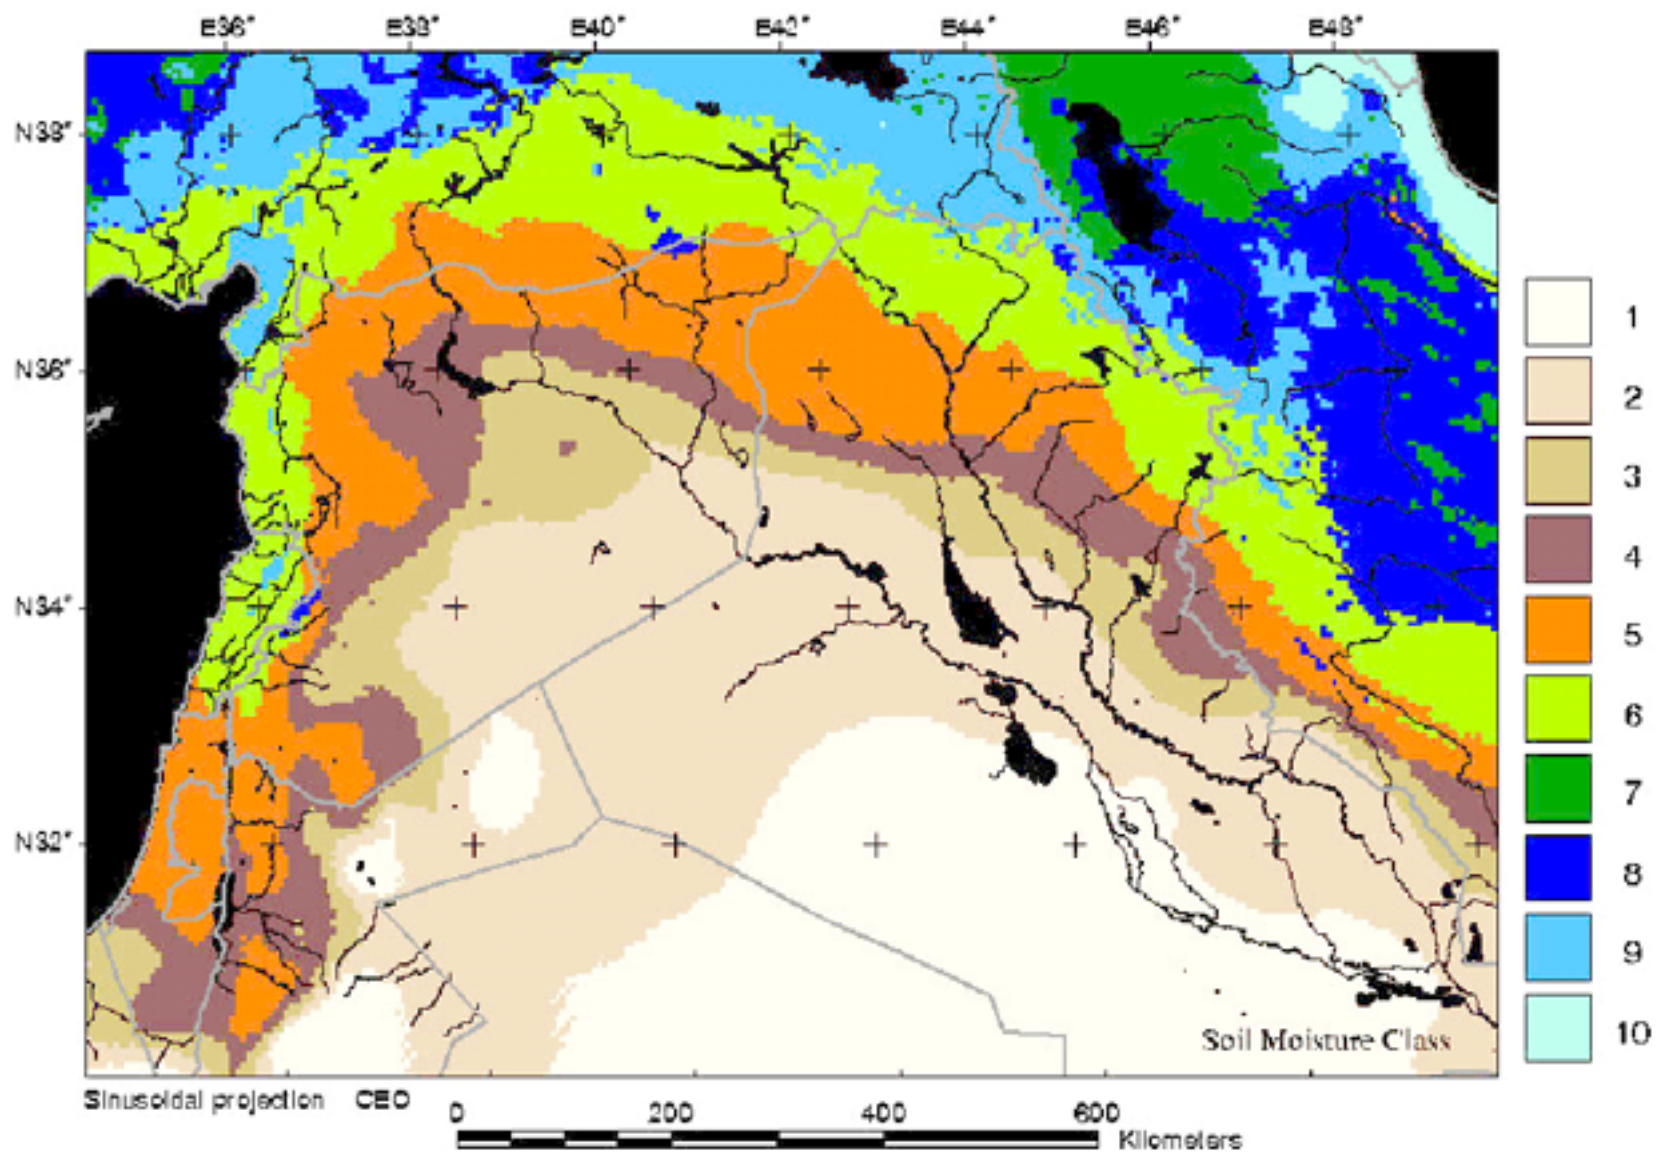 E36° E38° E40° E42° E44° E46° E48°
N38°
N36°
N34°
N32°
1
2
3
4
5
6
7
8
9
10
Soil Moisture Class
Sinusoidal projection CEO
0 200 400 600
Kilometers